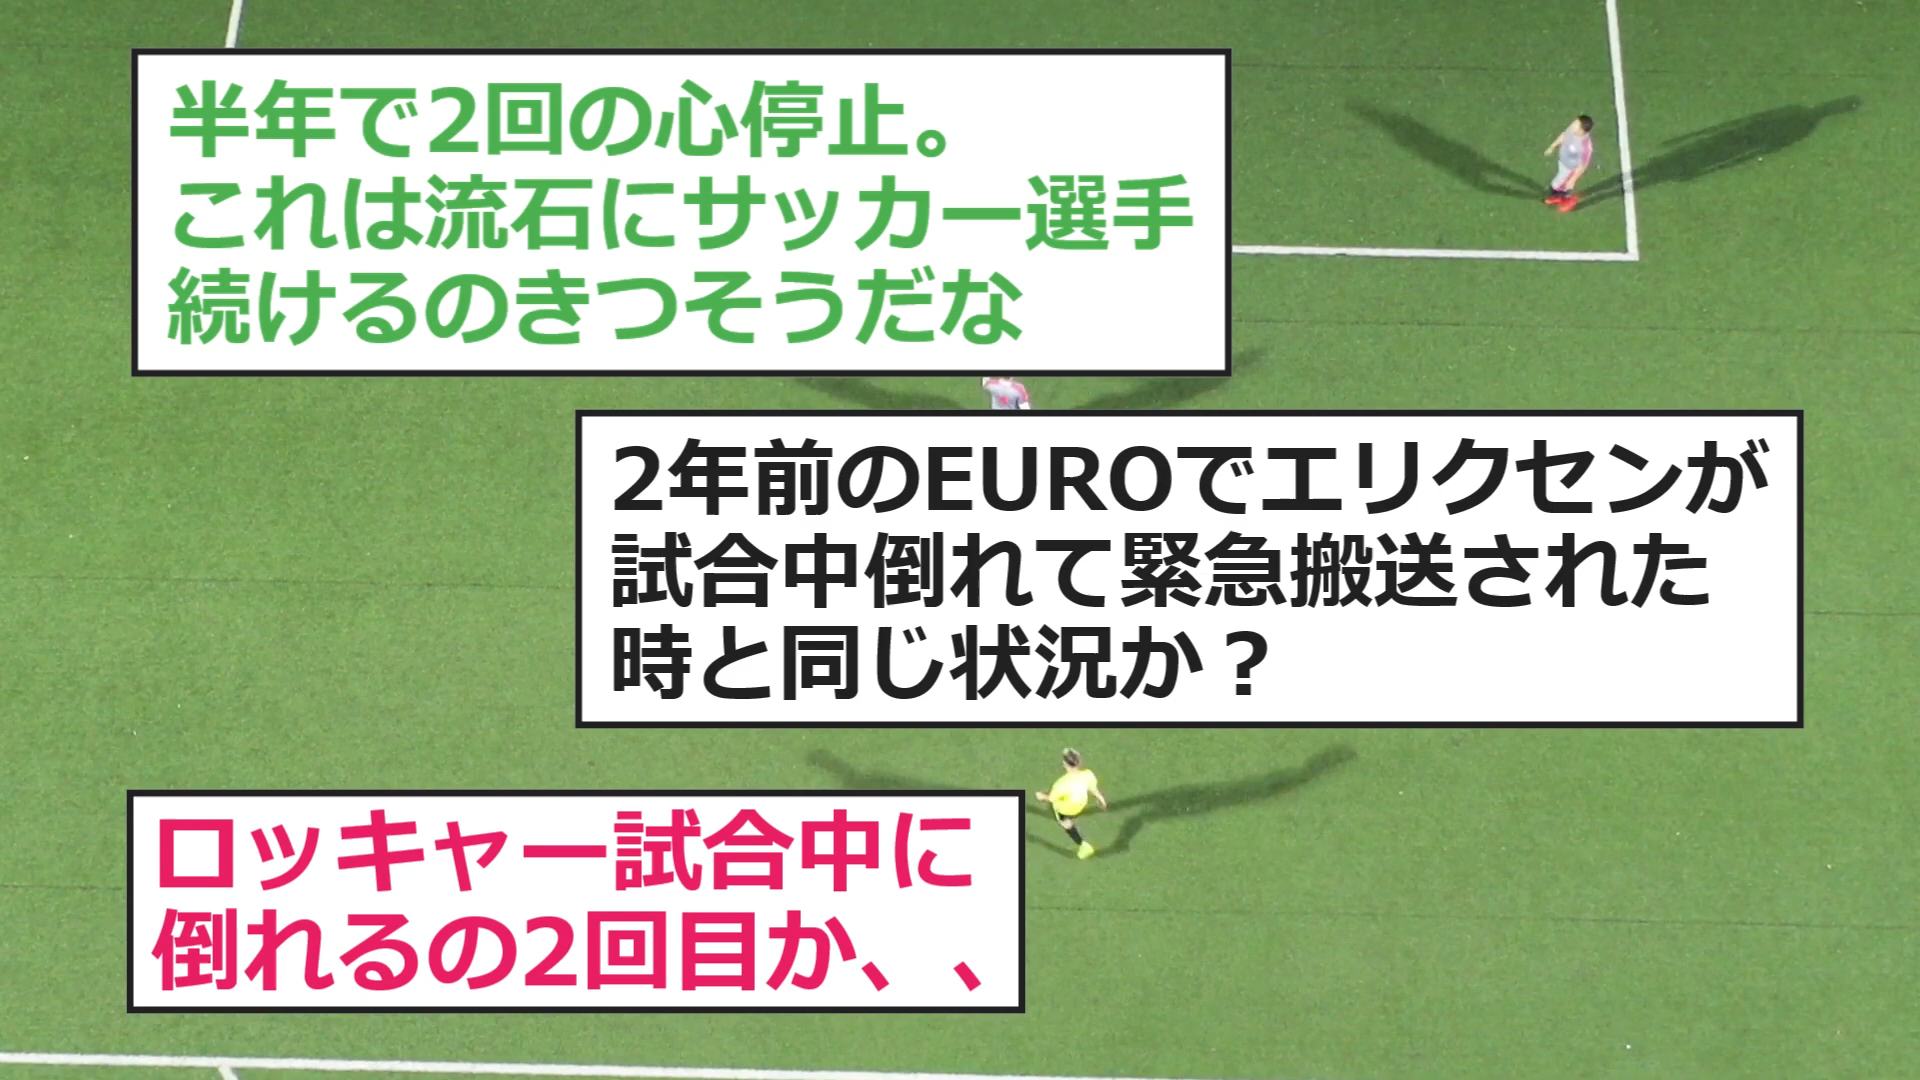 半年で2回の心停止。
これは流石にサッカー選手
続けるのきつそうだな
2年前のEUROでエリクセンが
試合中倒れて緊急搬送された
時と同じ状況か？
ロッキャー試合中に
倒れるの2回目か、、